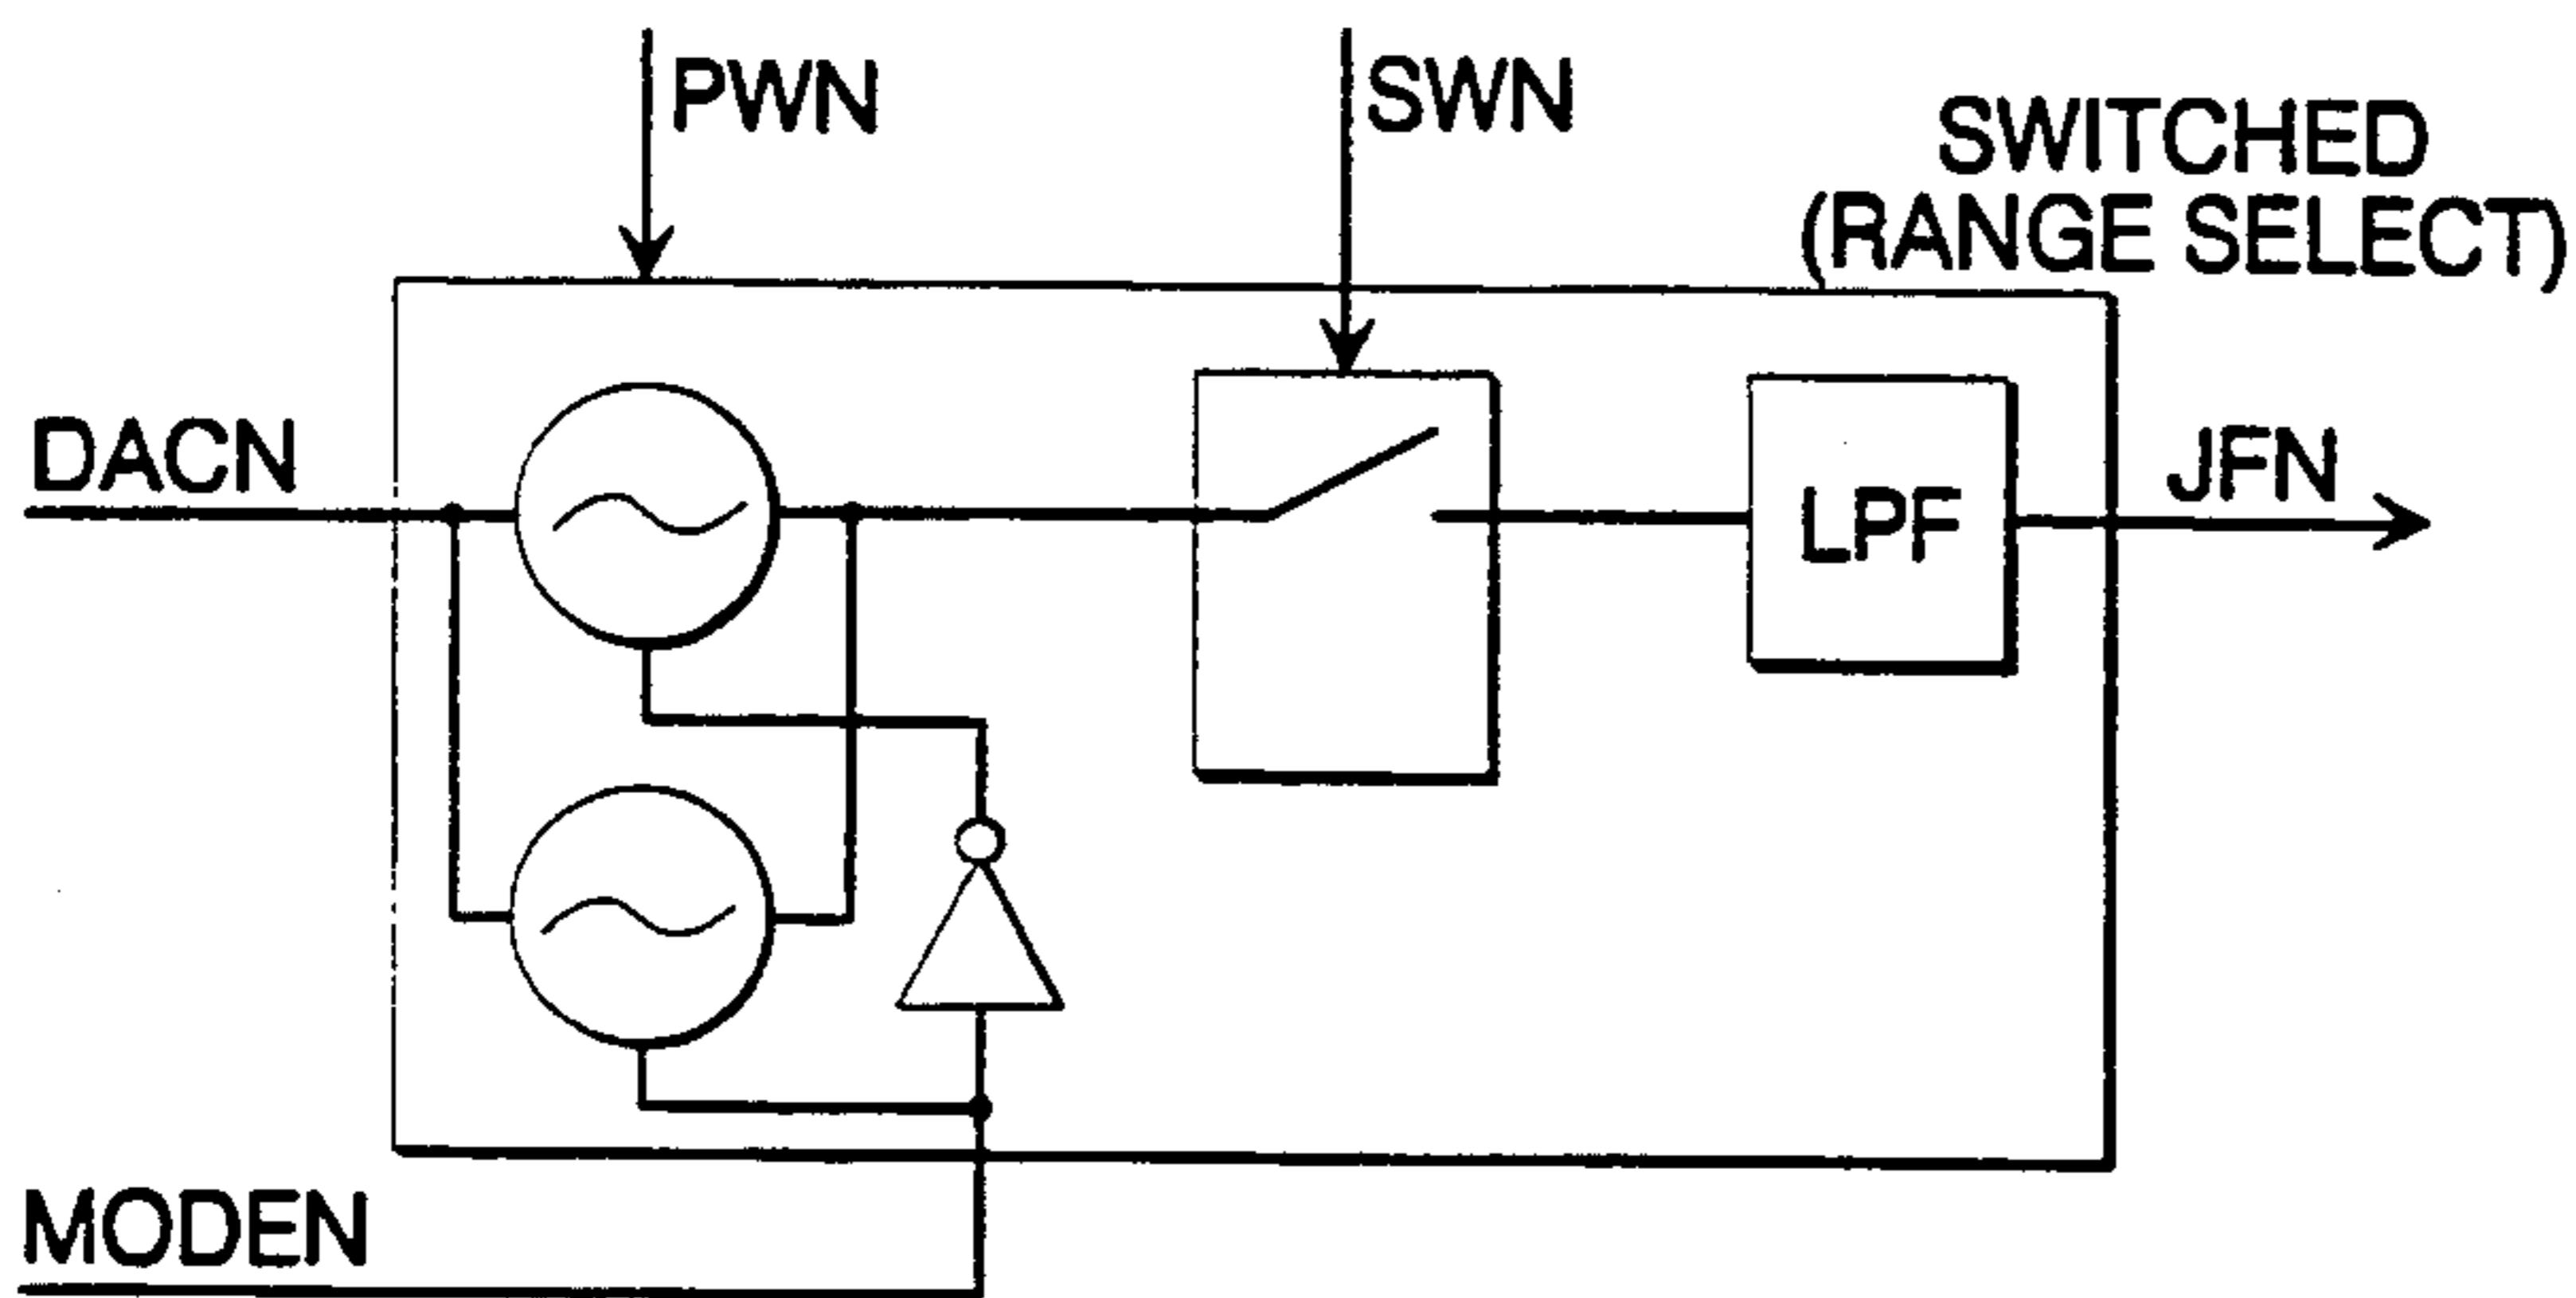 PWN
SWN
SWITCHED
(RANGE SELECT)
DACN
JFN
LPF
MODEN